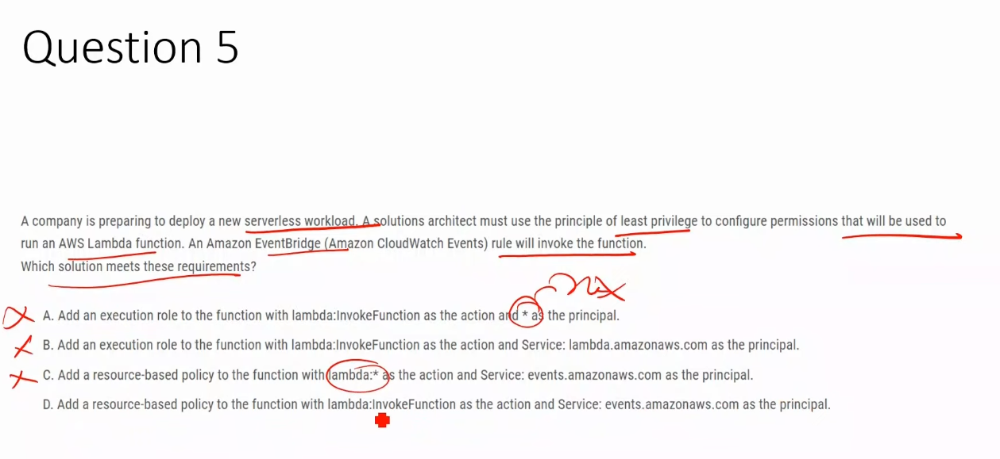 Question 5
A company is preparing to deploy a new serverless workload. A solutions architect must use the principle of least privilege to configure permissions that will be used to
run an AWS Lambda function. An Amazon EventBridge (Amazon CloudWatch Events) rule will invoke the function.
Which solution meets these requirements?
A. Add an execution role to the function with lambda:InvokeFunction as the action and * as the principal.
B. Add an execution role to the function with lambda:InvokeFunction as the action and Service: lambda.amazonaws.com as the principal.
C. Add a resource-based policy to the function with lambda:* as the action and Service: events.amazonaws.com as the principal.
D. Add a resource-based policy to the function with lambda:InvokeFunction as the action and Service: events.amazonaws.com as the principal.